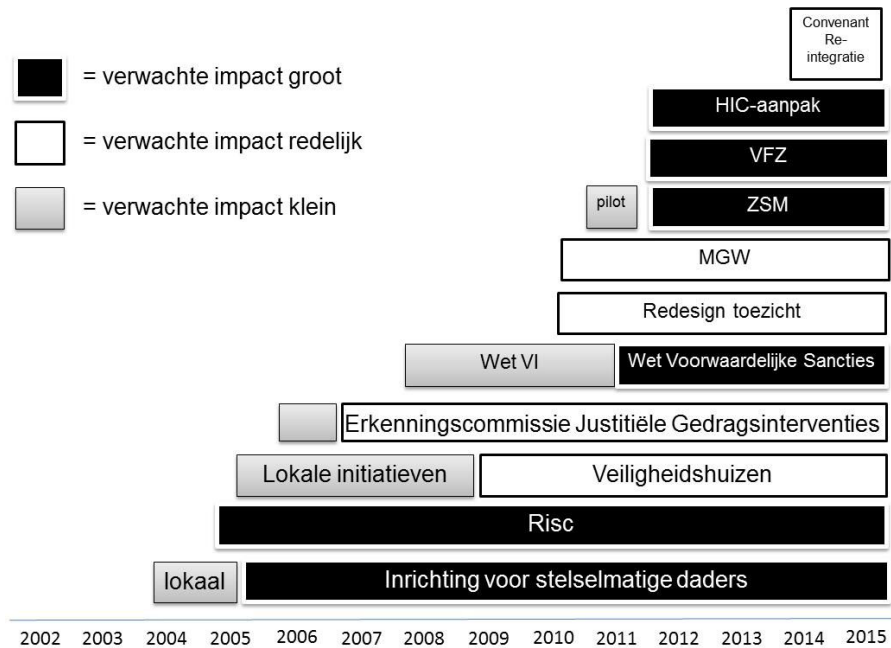 Convenant
Re-
integratie
= verwachte impact groot
HIC-aanpak
= verwachte impact redelijk
VFZ
= verwachte impact klein
pilot
ZSM
MGW
Redesign toezicht
Wet VI
Wet Voorwaardelijke Sancties
Erkenningscommissie Justitiële Gedragsinterventies
Lokale initiatieven
Veiligheidshuizen
Risc
lokaal
Inrichting voor stelselmatige daders
2002 2003 2004 2005 2006 2007 2008 2009 2010 2011 2012 2013 2014 2015